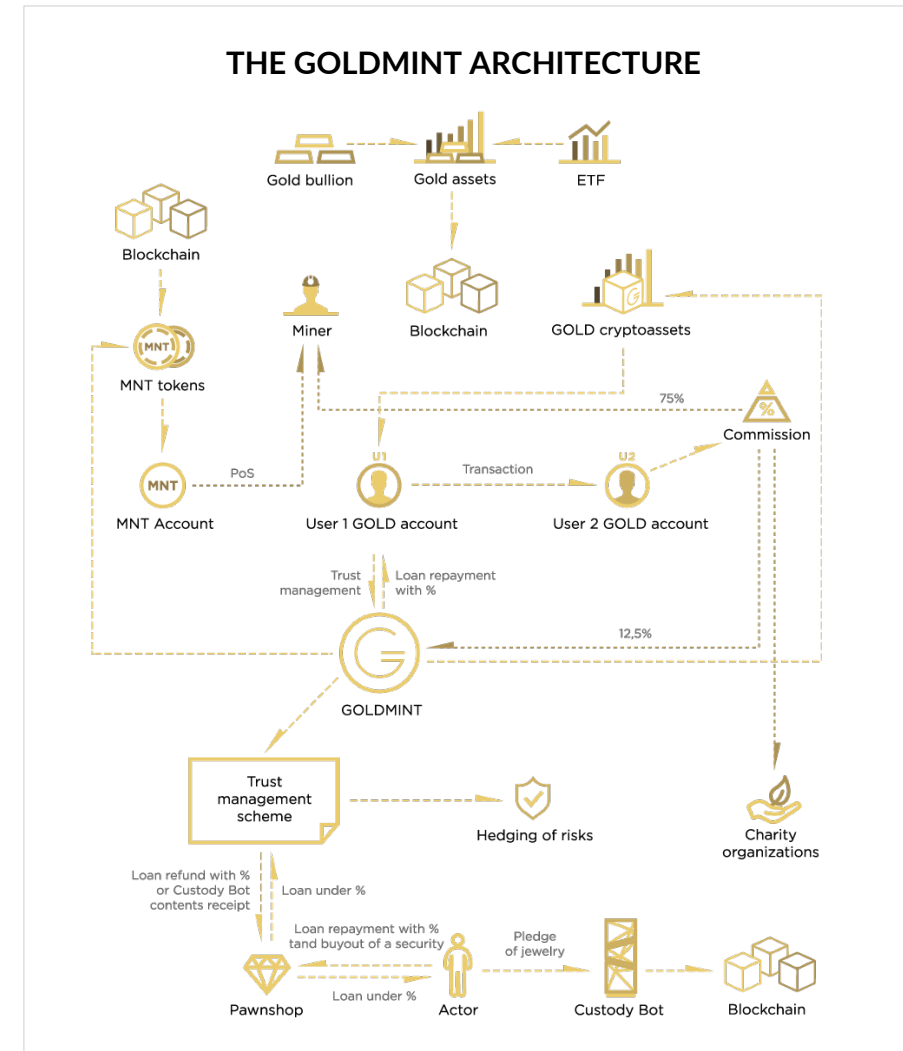 THE GOLDMINT ARCHITECTURE
Gold bullion
Gold assets
ETF
Blockchain
Miner
Blockchain
GOLD cryptoassets
MNT
MNT tokens
75%
%
Commission
MNT
PoS
U1
Transaction
U2
MNT Account
User 1 GOLD account
User 2 GOLD account
Trust
management
Loan repayment
with %
12,5%
G
GOLDMINT
Trust
management
scheme
Hedging of risks
Charity
organizations
Loan refund with %
or Custody Bot
contents receipt
Loan under %
Loan repayment with %
tand buyout of a security
Pledge
of jewelry
Loan under %
Pawnshop
Actor
Custody Bot
Blockchain